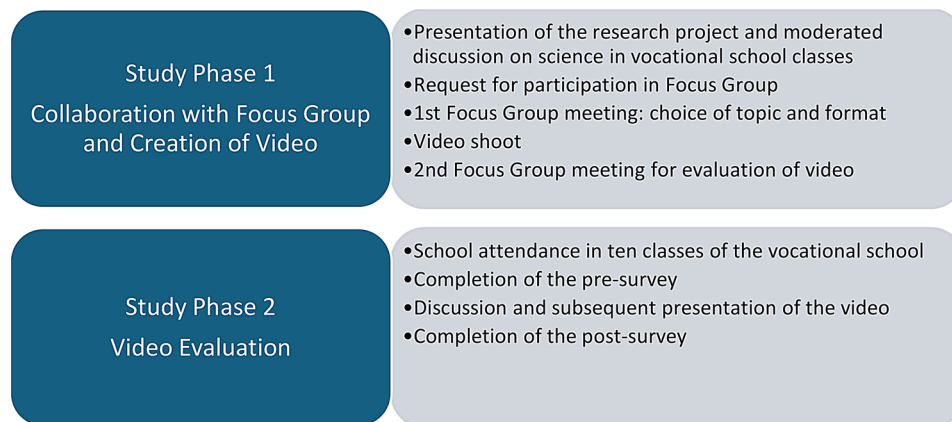 Study Phase 1
Collaboration with Focus Group
and Creation of Video
•Presentation of the research project and moderated
discussion on science in vocational school classes
•Request for participation in Focus Group
•1st Focus Group meeting: choice of topic and format
•Video shoot
•2nd Focus Group meeting for evaluation of video
Study Phase 2
Video Evaluation
•School attendance in ten classes of the vocational school
•Completion of the pre-survey
•Discussion and subsequent presentation of the video
•Completion of the post-survey